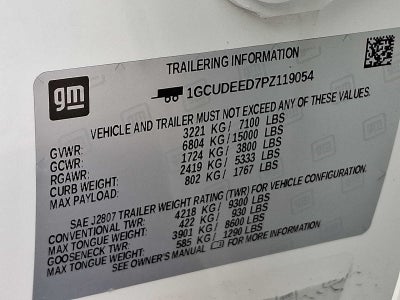 gm
TRAILERING INFORMATION
1GCUDEED7PZ119054
VEHICLE AND TRAILER MUST NOT EXCEED ANY OF THESE VALUES.
GVWR: 3221 KG/ 7100 LBS
GCWR: 6804 KG/ 15000 LBS
RGAWR: 1724 KG/ 3800 LBS
CURB WEIGHT: 2419 KG/ 5333 LBS
MAX PAYLOAD: 802 KG/ 1767 LBS
SAE J2807 TRAILER WEIGHT RATING (TWR) FOR VEHICLE CONFIGURATION.
CONVENTIONAL TWR: 4218 KG/ 9300 LBS
MAX TONGUE WEIGHT: 422 KG/ 930 LBS
GOOSENECK TWR: 3901 KG/ 8600 LBS
MAX TONGUE WEIGHT: 585 KG/ 1290 LBS
SEE OWNER'S MANUAL FOR MORE INFORMATION